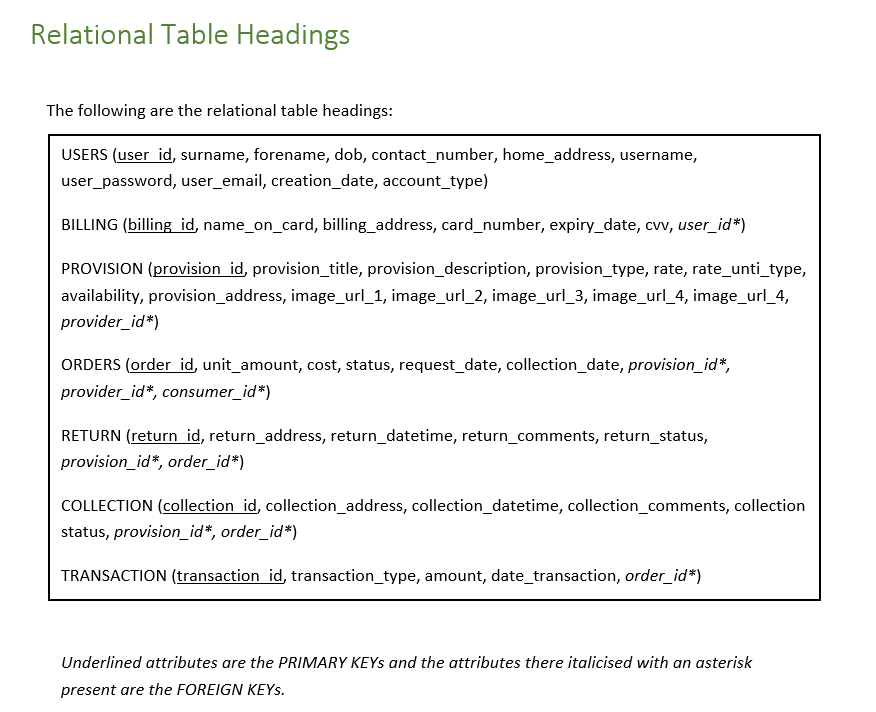 Relational Table Headings
The following are the relational table headings:
USERS (user_id, surname, forename, dob, contact_number, home_address, username,
user_password, user_email, creation_date, account_type)
BILLING (billing_id, name_on_card, billing_address, card_number, expiry_date, cvv, user_id*)
PROVISION (provision_id, provision_title, provision_description, provision_type, rate, rate_unti_type,
availability, provision_address, image_url_1, image_url_2, image_url_3, image_url_4, image_url_4,
provider_id*)
ORDERS (order_id, unit_amount, cost, status, request_date, collection_date, provision_id*,
provider_id*, consumer_id*)
RETURN (return_id, return_address, return_datetime, return_comments, return_status,
provision_id*, order_id*)
COLLECTION (collection_id, collection_address, collection_datetime, collection_comments, collection
status, provision_id*, order_id*)
TRANSACTION (transaction_id, transaction_type, amount, date_transaction, order_id*)
Underlined attributes are the PRIMARY KEYs and the attributes there italicised with an asterisk
present are the FOREIGN KEYs.